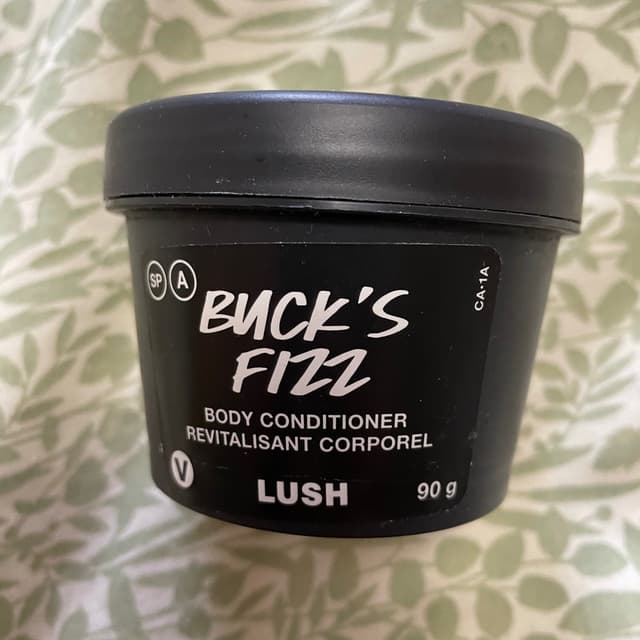 SP A
CA-1A
BUCK'S
FIZZ
BODY CONDITIONER
REVITALISANT CORPOREL
V
LUSH
90 g